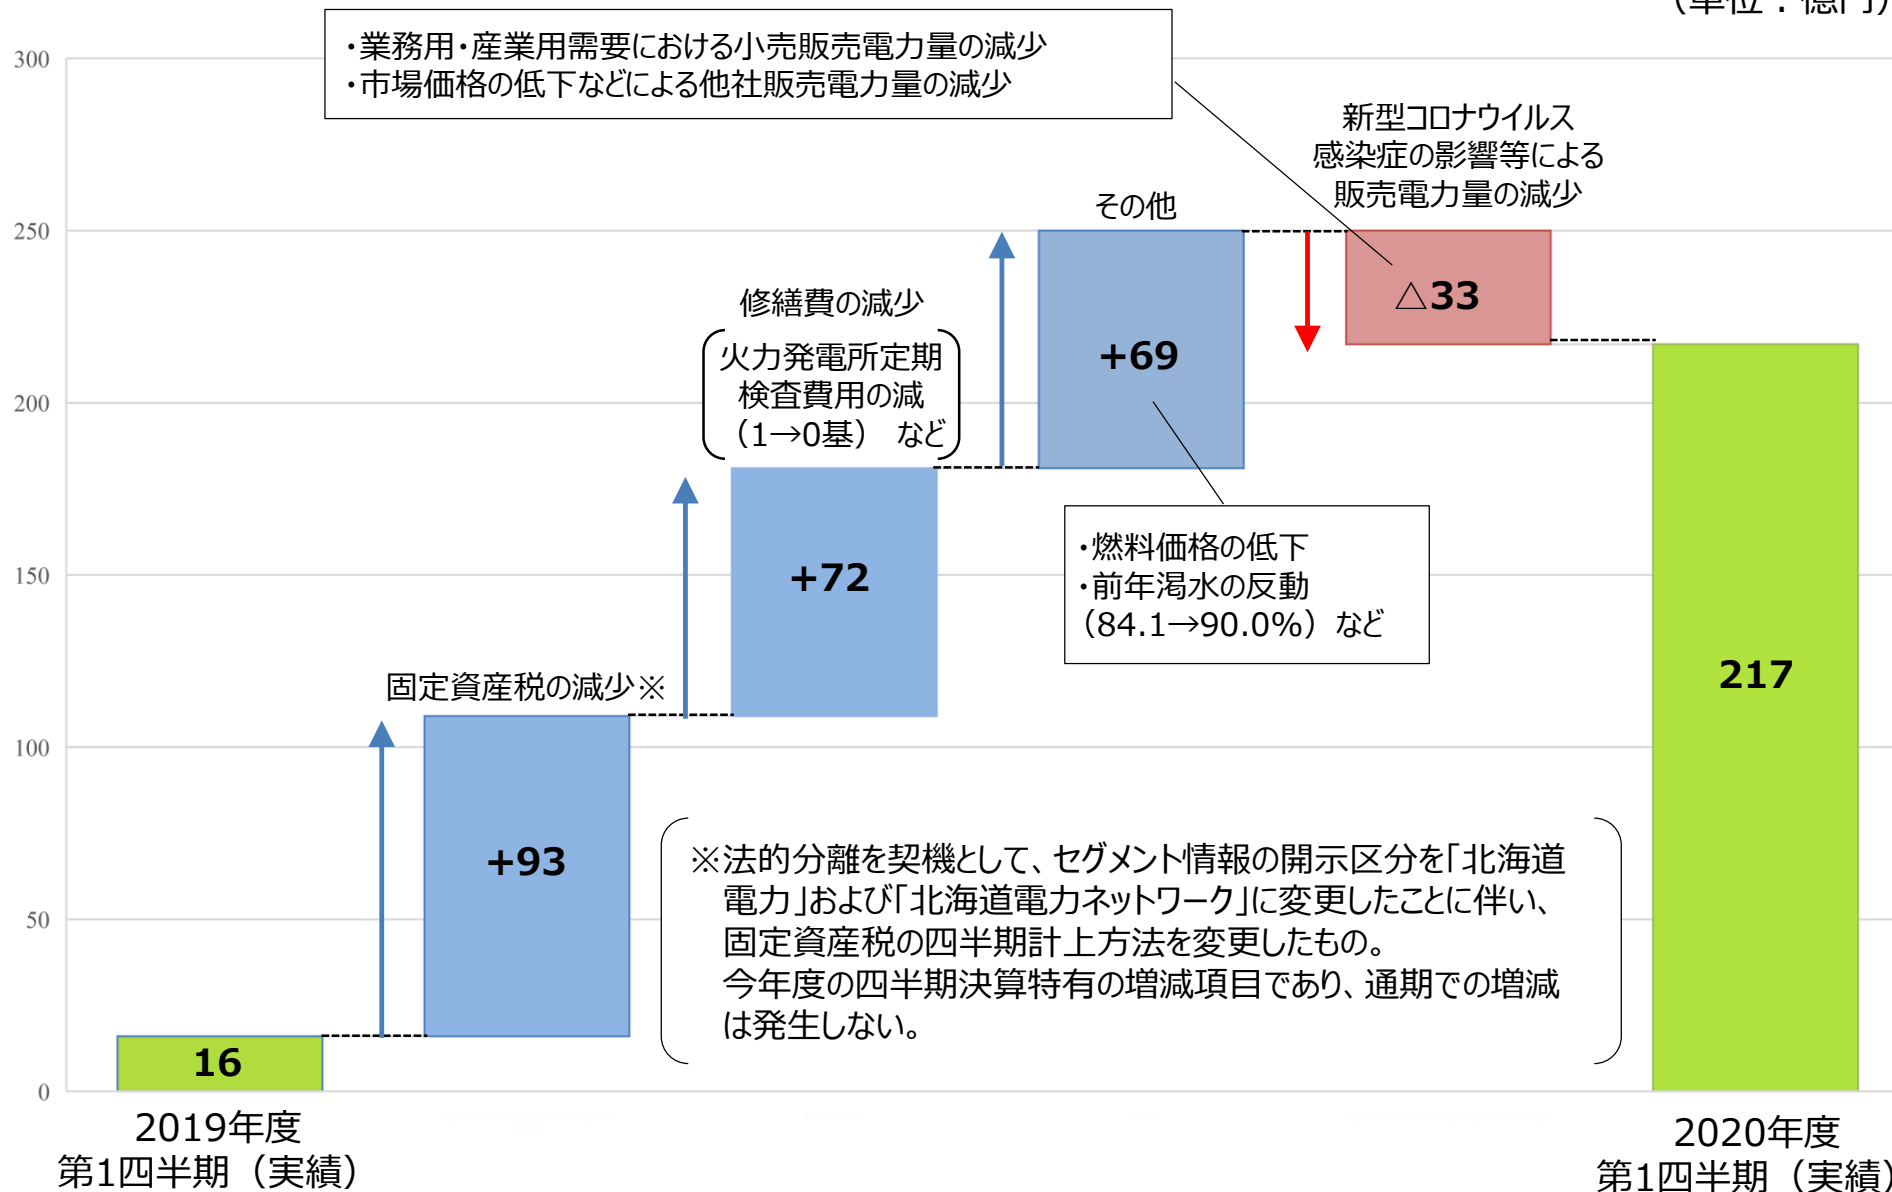 (単位：億円)
・業務用・産業用需要における小売販売電力量の減少
・市場価格の低下などによる他社販売電力量の減少
新型コロナウイルス
感染症の影響等による
販売電力量の減少
その他
修繕費の減少
火力発電所定期
検査費用の減
（1→0基） など
固定資産税の減少※
300
250
200
150
100
50
0
16
+93
+72
+69
△33
217
・燃料価格の低下
・前年渇水の反動
（84.1→90.0%）など
※法的分離を契機として、セグメント情報の開示区分を「北海道
電力」および「北海道電力ネットワーク」に変更したことに伴い、
固定資産税の四半期計上方法を変更したもの。
今年度の四半期決算特有の増減項目であり、通期での増減
は発生しない。
2019年度
第1四半期（実績）
2020年度
第1四半期（実績）